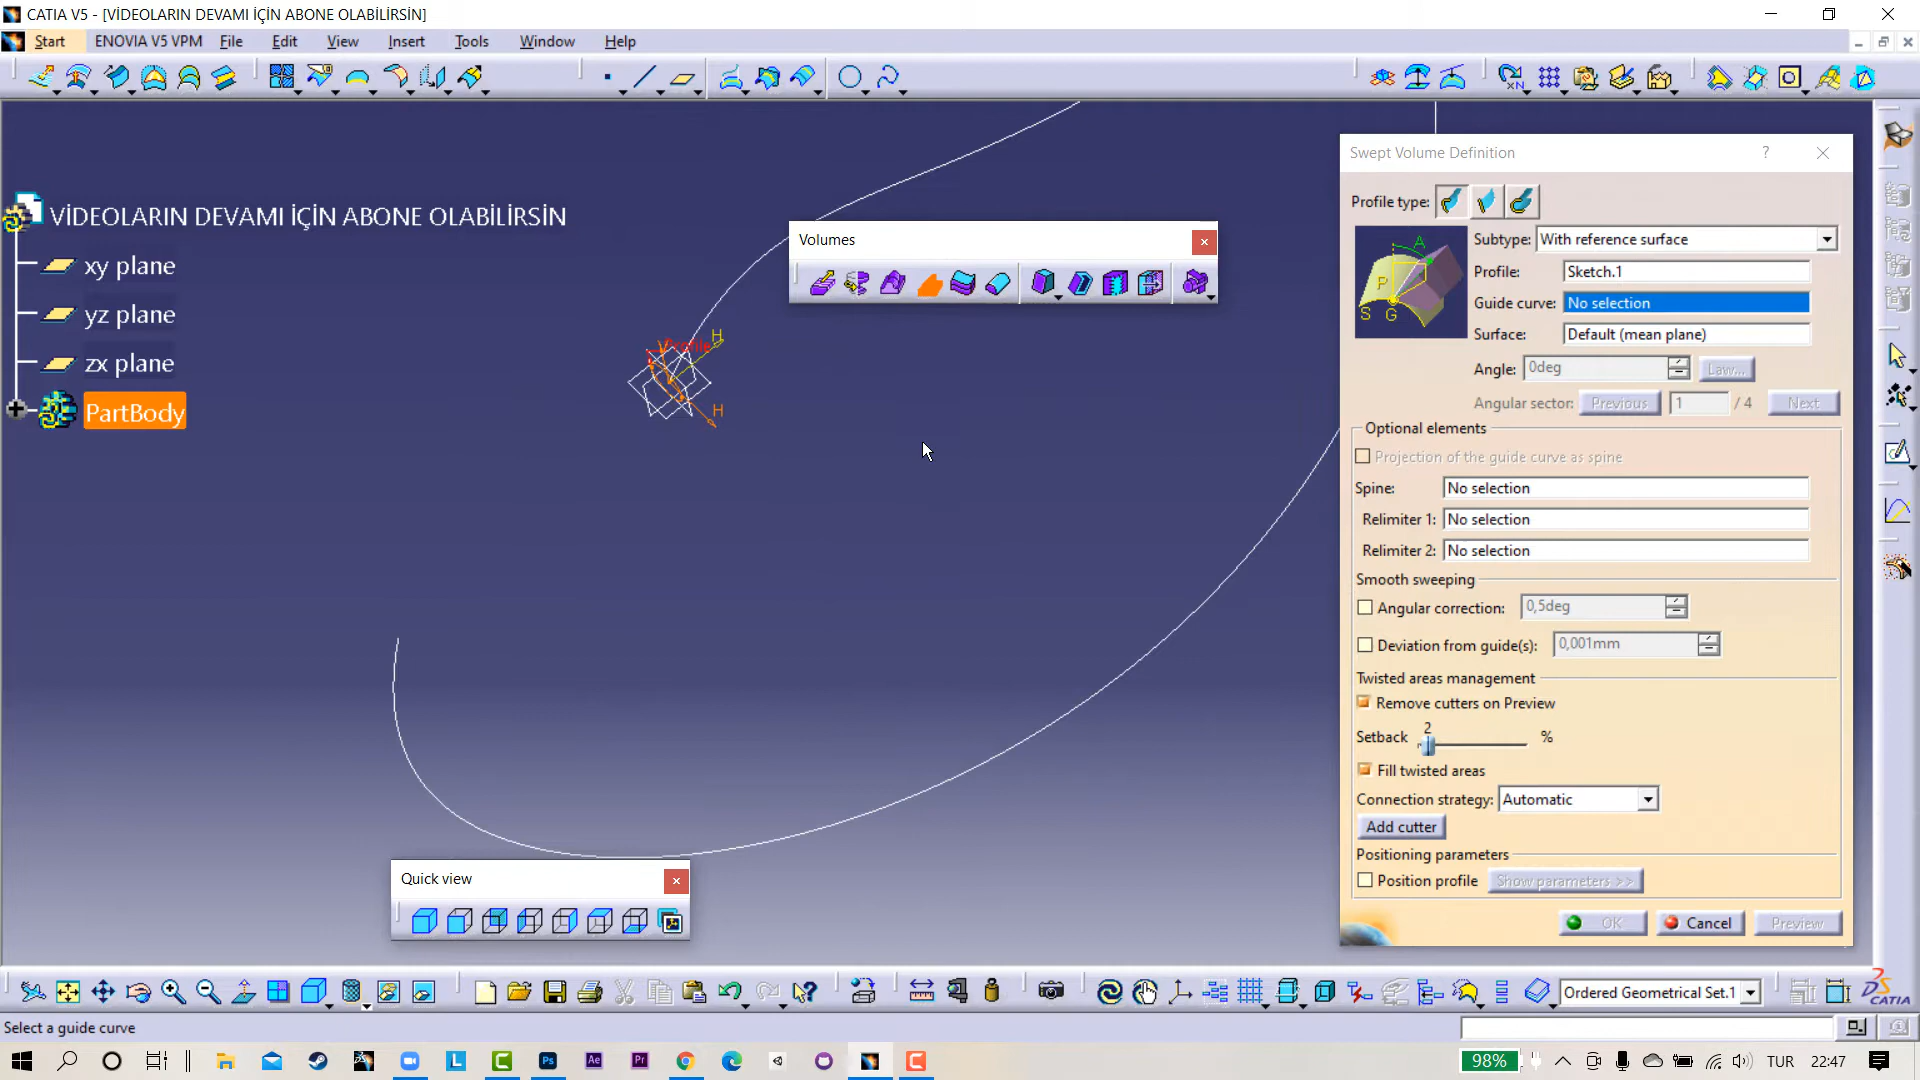 CATIA V5 - [VİDEOLARIN DEVAMI İÇİN ABONE OLABİLİRSİN]
Start ENOVIA V5 VPM File Edit View Insert Tools Window Help
VİDEOLARIN DEVAMI İÇİN ABONE OLABİLİRSİN
xy plane
yz plane
zx plane
PartBody
Profile
H
H
Volumes
Quick view
Swept Volume Definition ?
Profile type:
Subtype: With reference surface
Profile: Sketch.1
Guide curve: No selection
Surface: Default (mean plane)
Angle: 0deg Law...
Angular sector: Previous 1 / 4 Next
A
P
S G
Optional elements
Projection of the guide curve as spine
Spine: No selection
Relimiter 1: No selection
Relimiter 2: No selection
Smooth sweeping
Angular correction: 0,5deg
Deviation from guide(s): 0,001mm
Twisted areas management
Remove cutters on Preview
2
Setback %
Fill twisted areas
Connection strategy: Automatic
Add cutter
Positioning parameters
Position profile Show parameters >>
OK Cancel Preview
Ordered Geometrical Set.1
CATIA
Select a guide curve
98% TUR 22:47